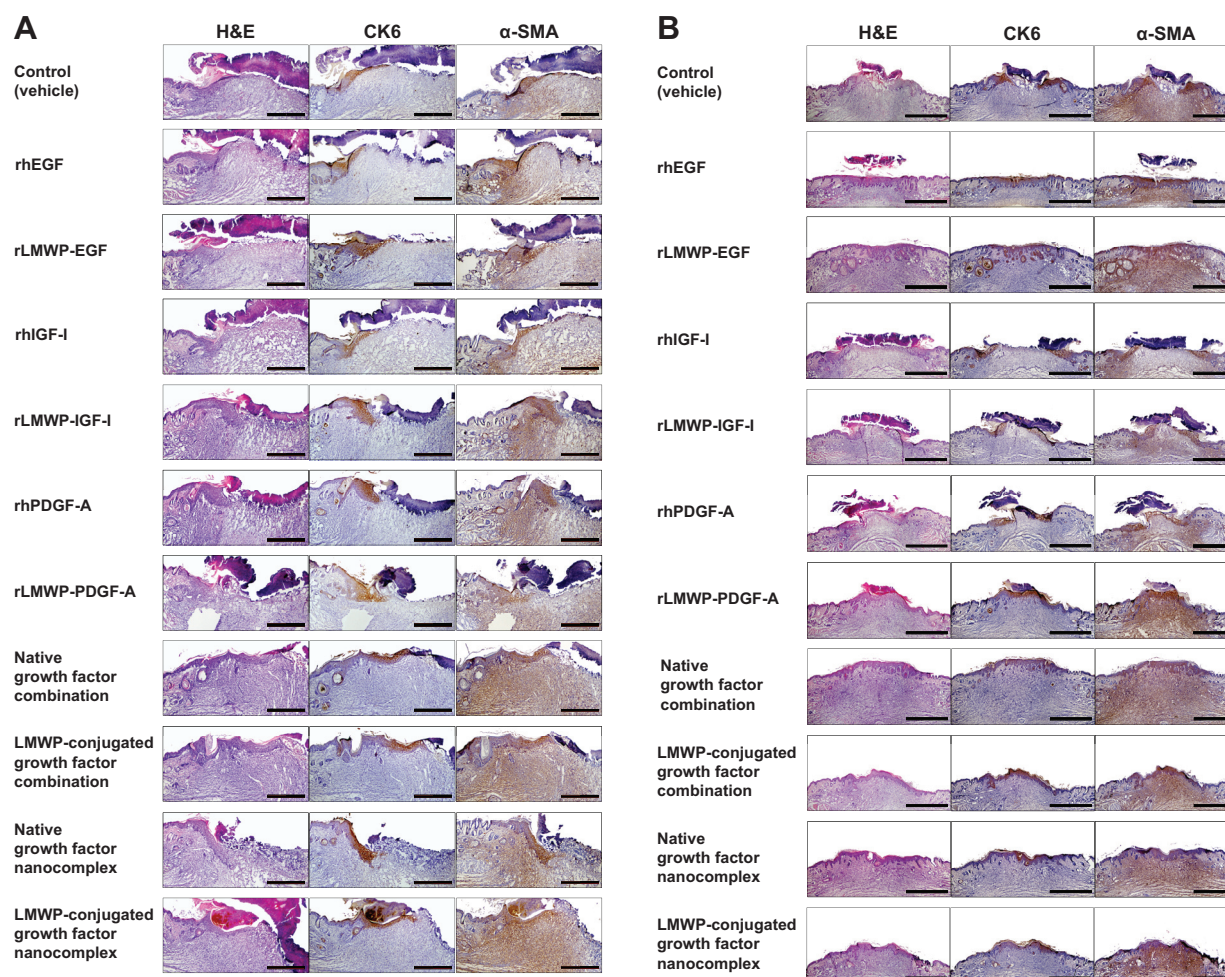 A
H&E CK6 α-SMA
Control
(vehicle)
rhEGF
rLMWP-EGF
rhIGF-I
rLMWP-IGF-I
rhPDGF-A
rLMWP-PDGF-A
Native
growth factor
combination
LMWP-conjugated
growth factor
combination
Native
growth factor
nanocomplex
LMWP-conjugated
growth factor
nanocomplex
B
H&E CK6 α-SMA
Control
(vehicle)
rhEGF
rLMWP-EGF
rhIGF-I
rLMWP-IGF-I
rhPDGF-A
rLMWP-PDGF-A
Native
growth factor
combination
LMWP-conjugated
growth factor
combination
Native
growth factor
nanocomplex
LMWP-conjugated
growth factor
nanocomplex